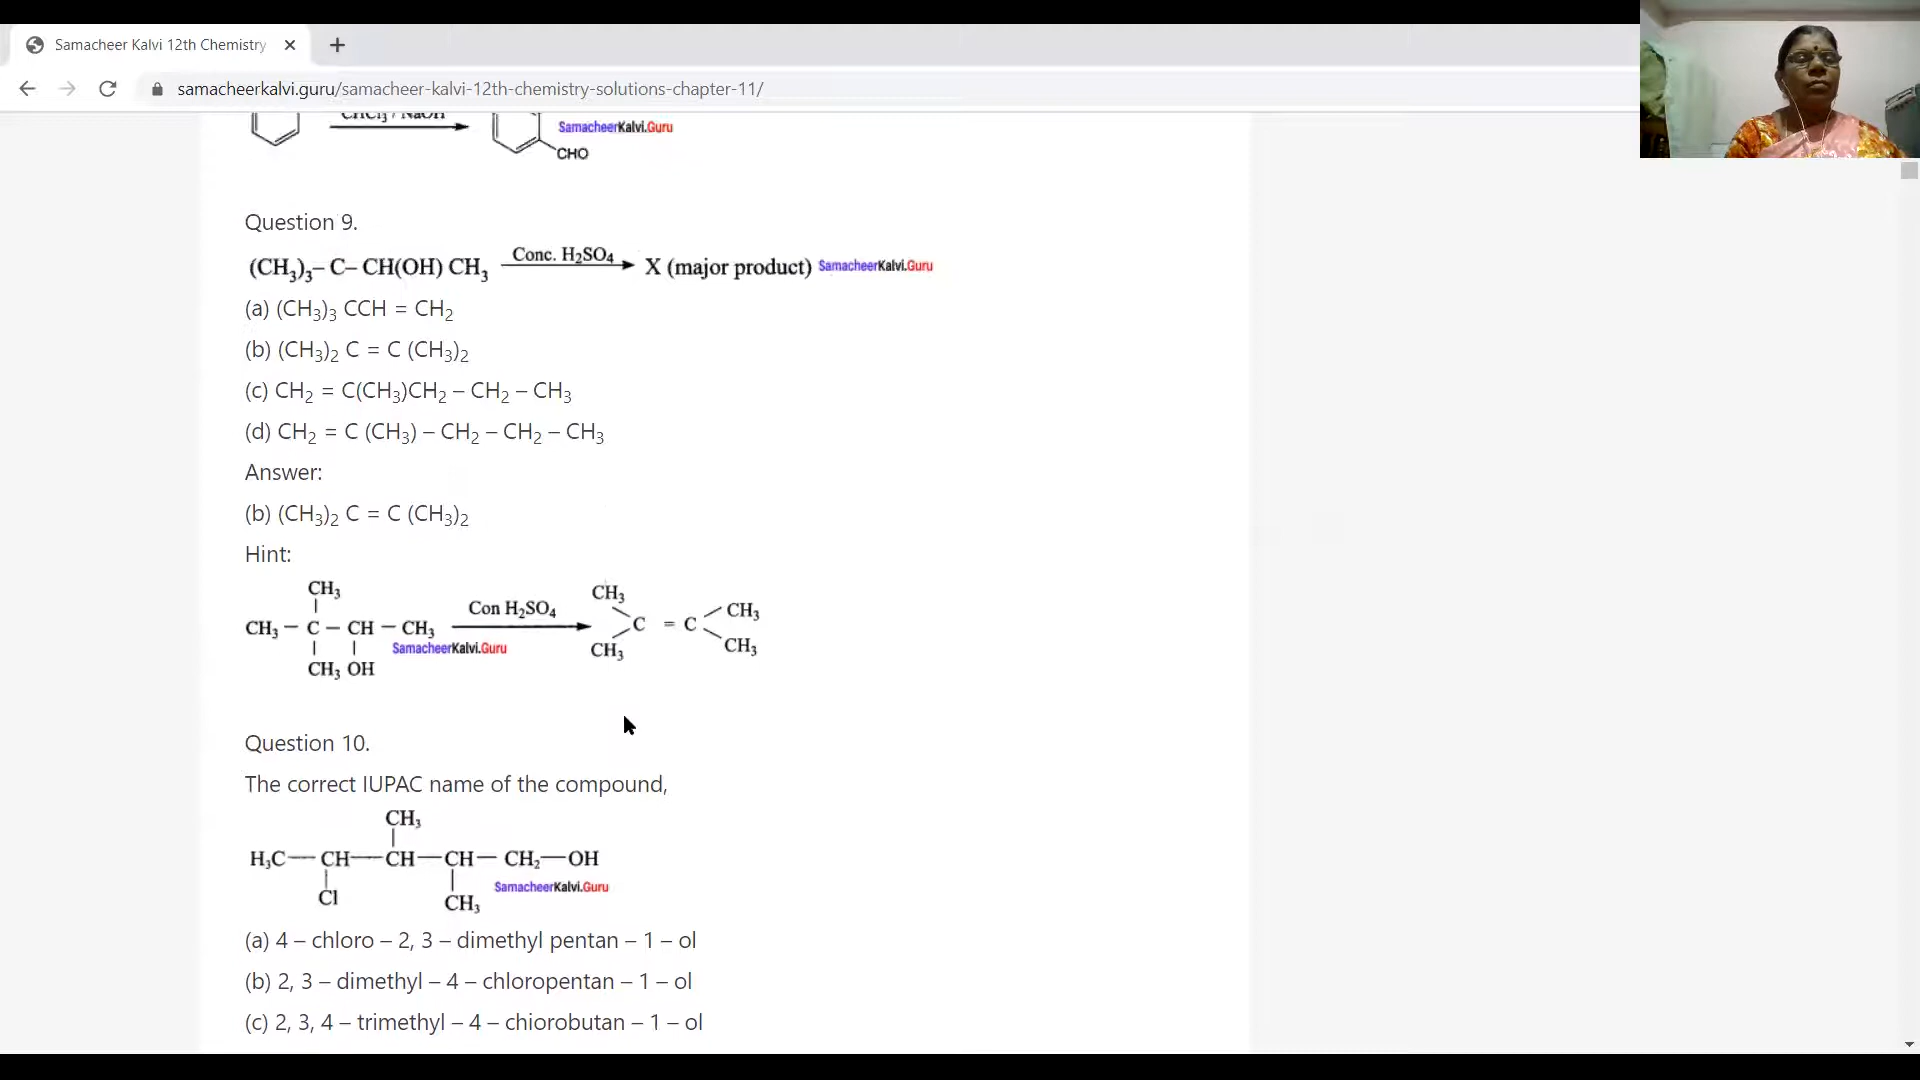 Samacheer Kalvi 12th Chemistry
samacheerkalvi.guru/samacheer-kalvi-12th-chemistry-solutions-chapter-11/
CHCl3 / NaOH
SamacheerKalvi.Guru
CHO
Question 9.
(CH3)3– C– CH(OH) CH3 Conc. H2SO4 X (major product) SamacheerKalvi.Guru
(a) (CH3)3 CCH = CH2
(b) (CH3)2 C = C (CH3)2
(c) CH2 = C(CH3)CH2 – CH2 – CH3
(d) CH2 = C (CH3) – CH2 – CH2 – CH3
Answer:
(b) (CH3)2 C = C (CH3)2
Hint:
CH3 CH3
CH3 – C – CH – CH3 Con H2SO4 C = C CH3
SamacheerKalvi.Guru CH3 CH3
CH3 OH
Question 10.
The correct IUPAC name of the compound,
CH3
H3C — CH — CH — CH — CH2 — OH
SamacheerKalvi.Guru
Cl CH3
(a) 4 – chloro – 2, 3 – dimethyl pentan – 1 – ol
(b) 2, 3 – dimethyl – 4 – chloropentan – 1 – ol
(c) 2, 3, 4 – trimethyl – 4 – chiorobutan – 1 – ol